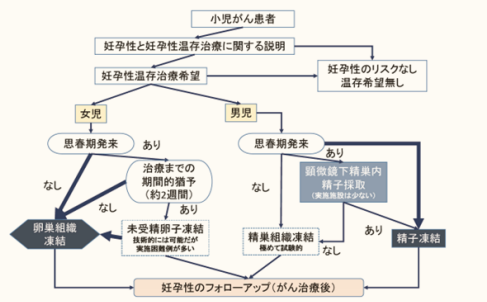 小児がん患者
妊孕性と妊孕性温存治療に関する説明
妊孕性温存治療希望
妊孕性のリスクなし
温存希望無し
女児
男児
思春期発来
思春期発来
あり
あり
治療までの
期間的猶予
(約2週間)
顕微鏡下精巣内
精子採取
(実施施設は少ない)
なし
なし
なし
あり
あり
なし
卵巣組織
凍結
未受精卵子凍結
技術的には可能だが
実施困難例が多い
精巣組織凍結
極めて試験的
精子凍結
妊孕性のフォローアップ(がん治療後)